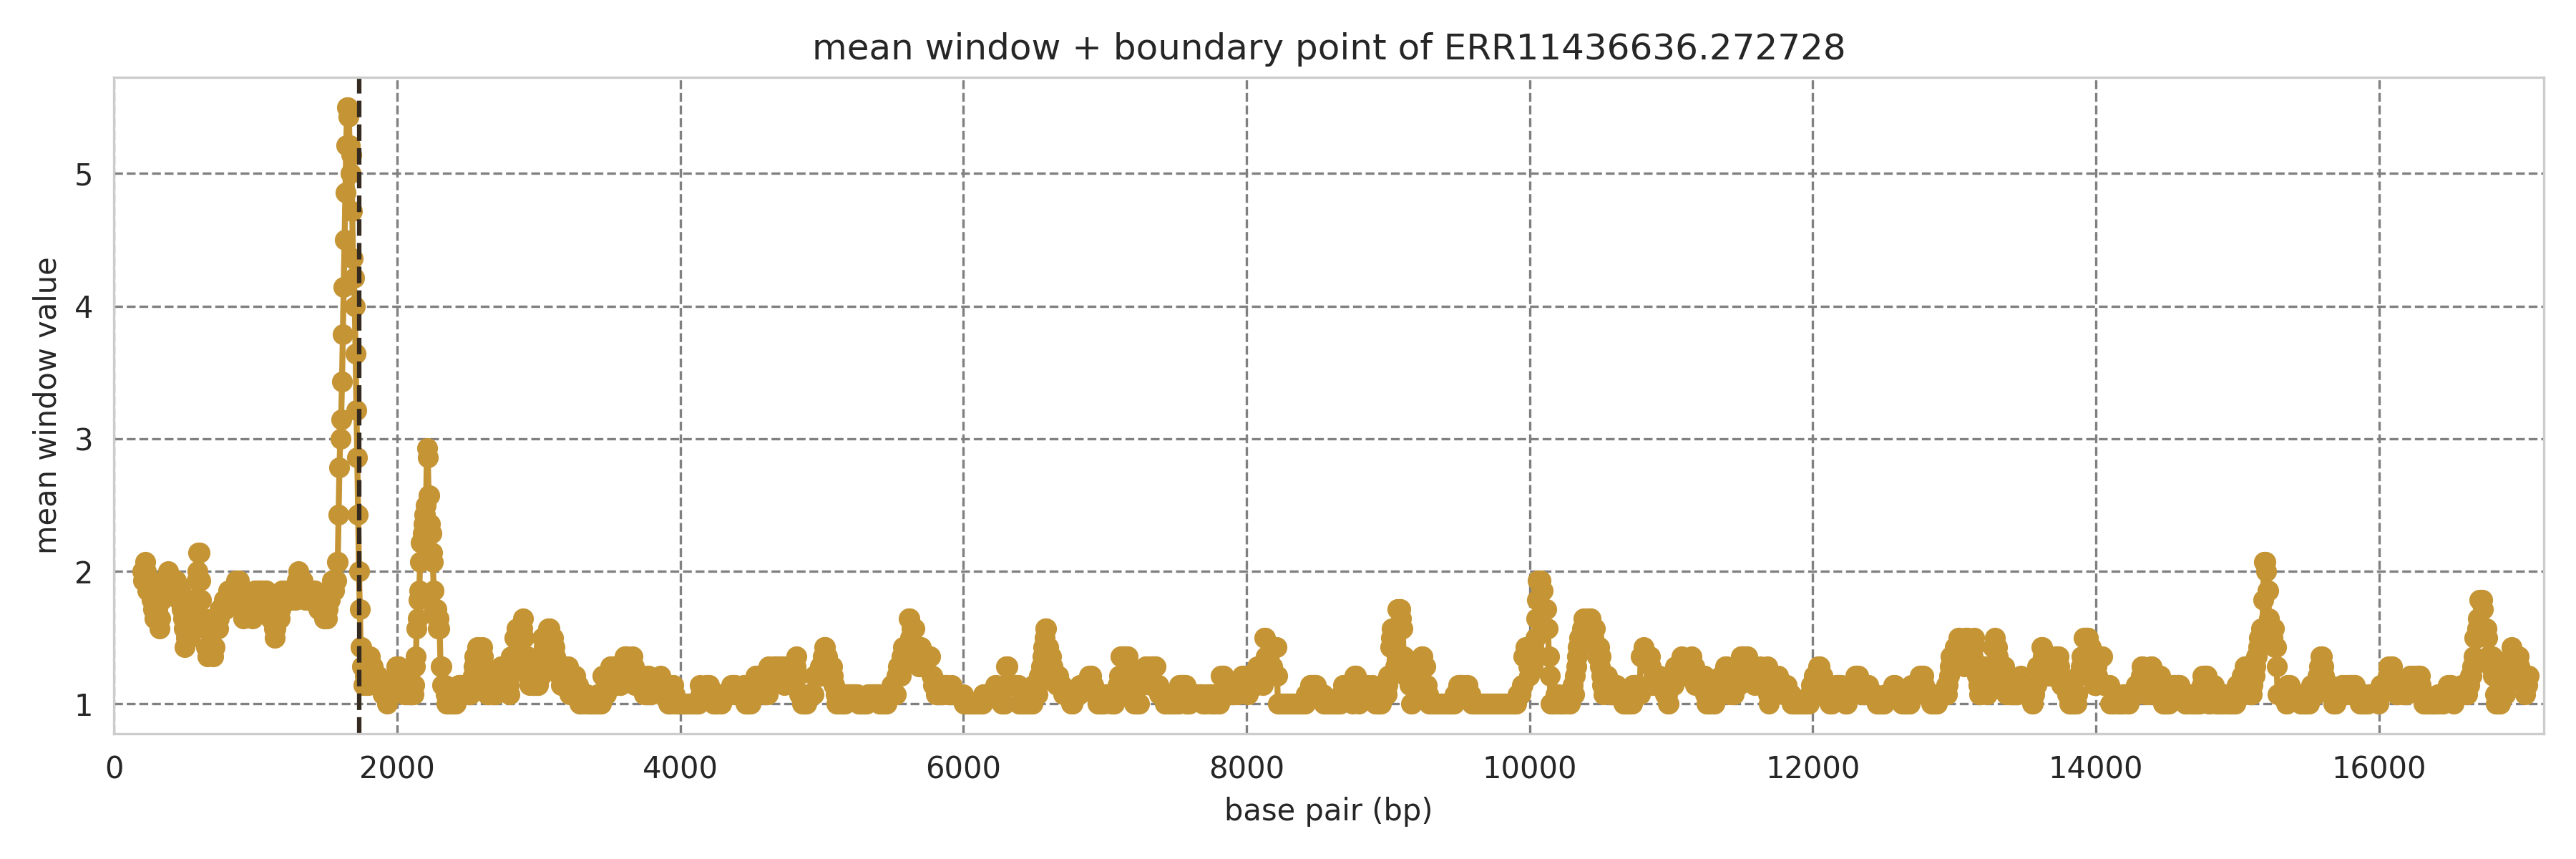 mean window + boundary point of ERR11436636.272728
mean window value
5
4
3
2
1
0 2000 4000 6000 8000 10000 12000 14000 16000
base pair (bp)